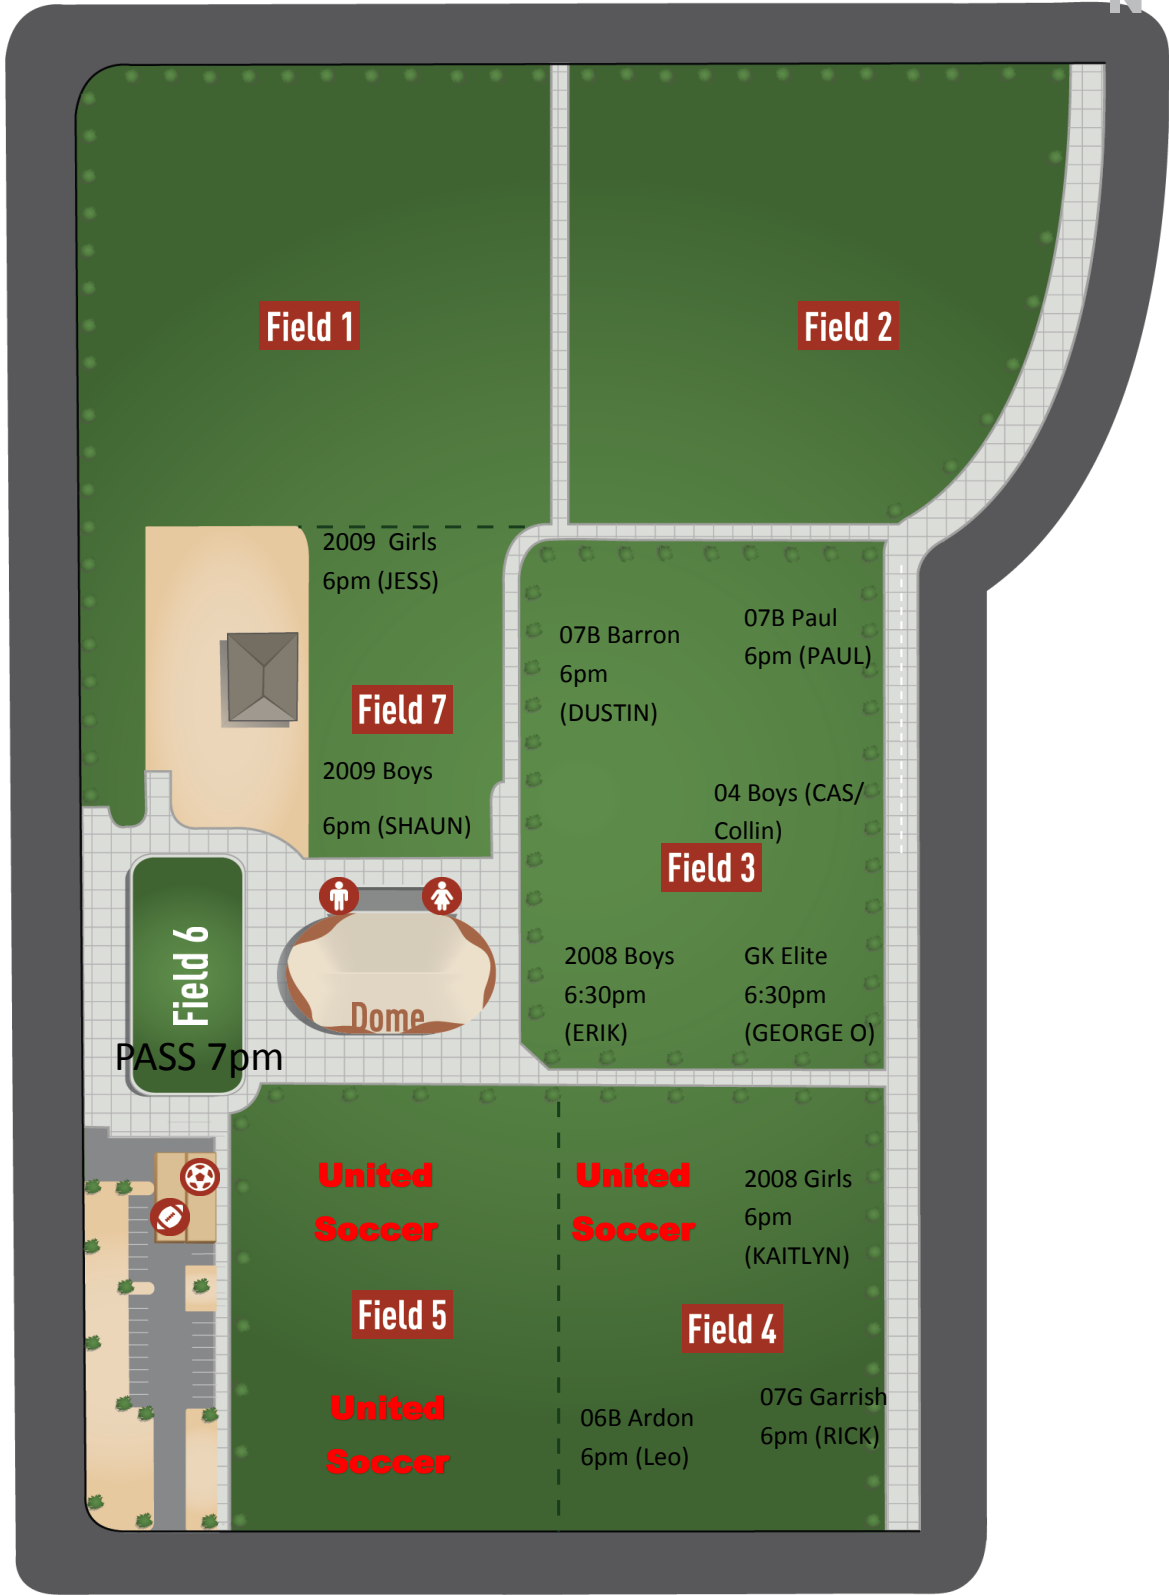 N
Field 1
Field 2
2009 Girls
6pm (JESS)
Field 7
2009 Boys
6pm (SHAUN)
07B Barron
6pm
(DUSTIN)
07B Paul
6pm (PAUL)
04 Boys (CAS/
Collin)
Field 3
2008 Boys
6:30pm
(ERIK)
GK Elite
6:30pm
(GEORGE O)
Field 6
PASS 7pm
Dome
United
Soccer
United
Soccer
2008 Girls
6pm
(KAITLYN)
Field 5
Field 4
United
Soccer
06B Ardon
6pm (Leo)
07G Garrish
6pm (RICK)